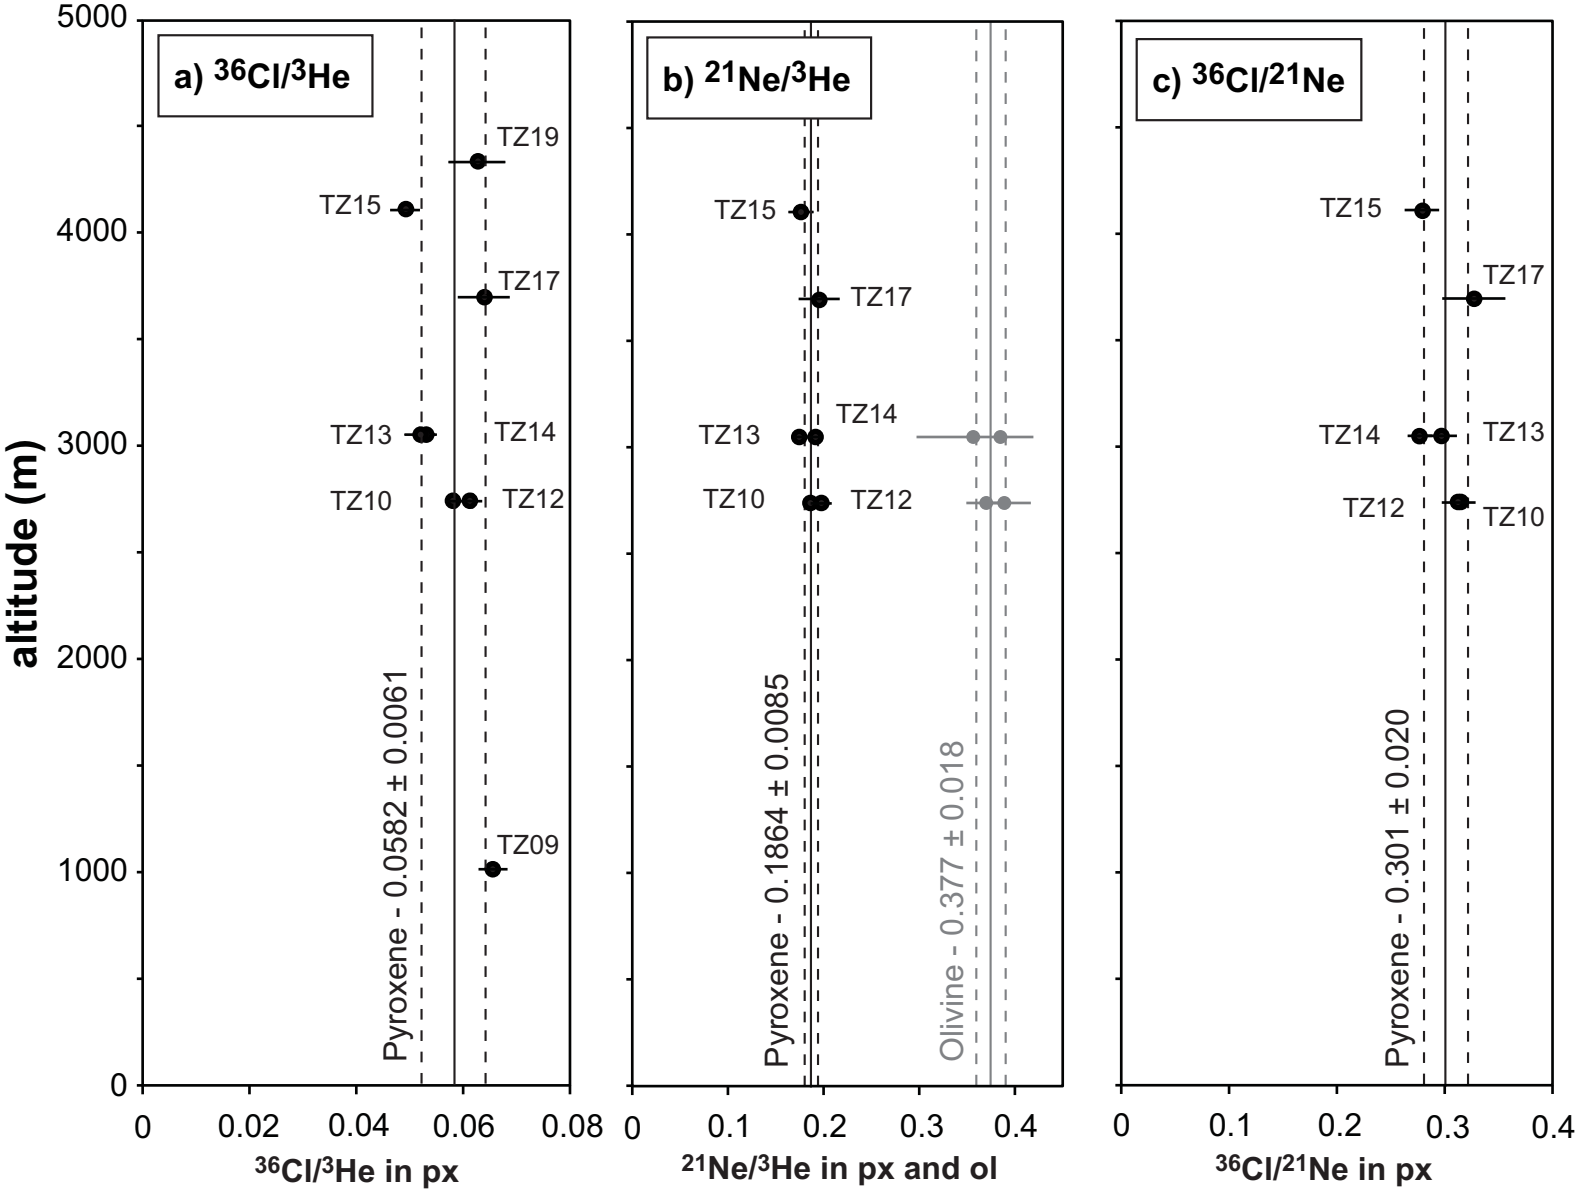 altitude (m)
5000
4000
3000
2000
1000
0
a) ³⁶Cl/³He
TZ19
TZ15
TZ17
TZ13
TZ14
TZ10
TZ12
TZ09
Pyroxene - 0.0582 ± 0.0061
0
0.02
0.04
0.06
0.08
³⁶Cl/³He in px
b) ²¹Ne/³He
TZ15
TZ17
TZ14
TZ13
TZ10
TZ12
Pyroxene - 0.1864 ± 0.0085
Olivine - 0.377 ± 0.018
0
0.1
0.2
0.3
0.4
²¹Ne/³He in px and ol
c) ³⁶Cl/²¹Ne
TZ15
TZ17
TZ14
TZ13
TZ12
TZ10
Pyroxene - 0.301 ± 0.020
0
0.1
0.2
0.3
0.4
³⁶Cl/²¹Ne in px